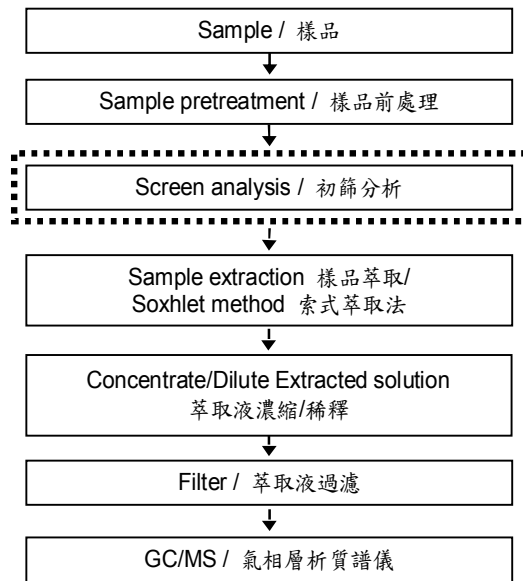 Sample / 樣品
Sample pretreatment / 樣品前處理
Screen analysis / 初篩分析
Sample extraction 樣品萃取/
Soxhlet method 索式萃取法
Concentrate/Dilute Extracted solution
萃取液濃縮/稀釋
Filter / 萃取液過濾
GC/MS / 氣相層析質譜儀